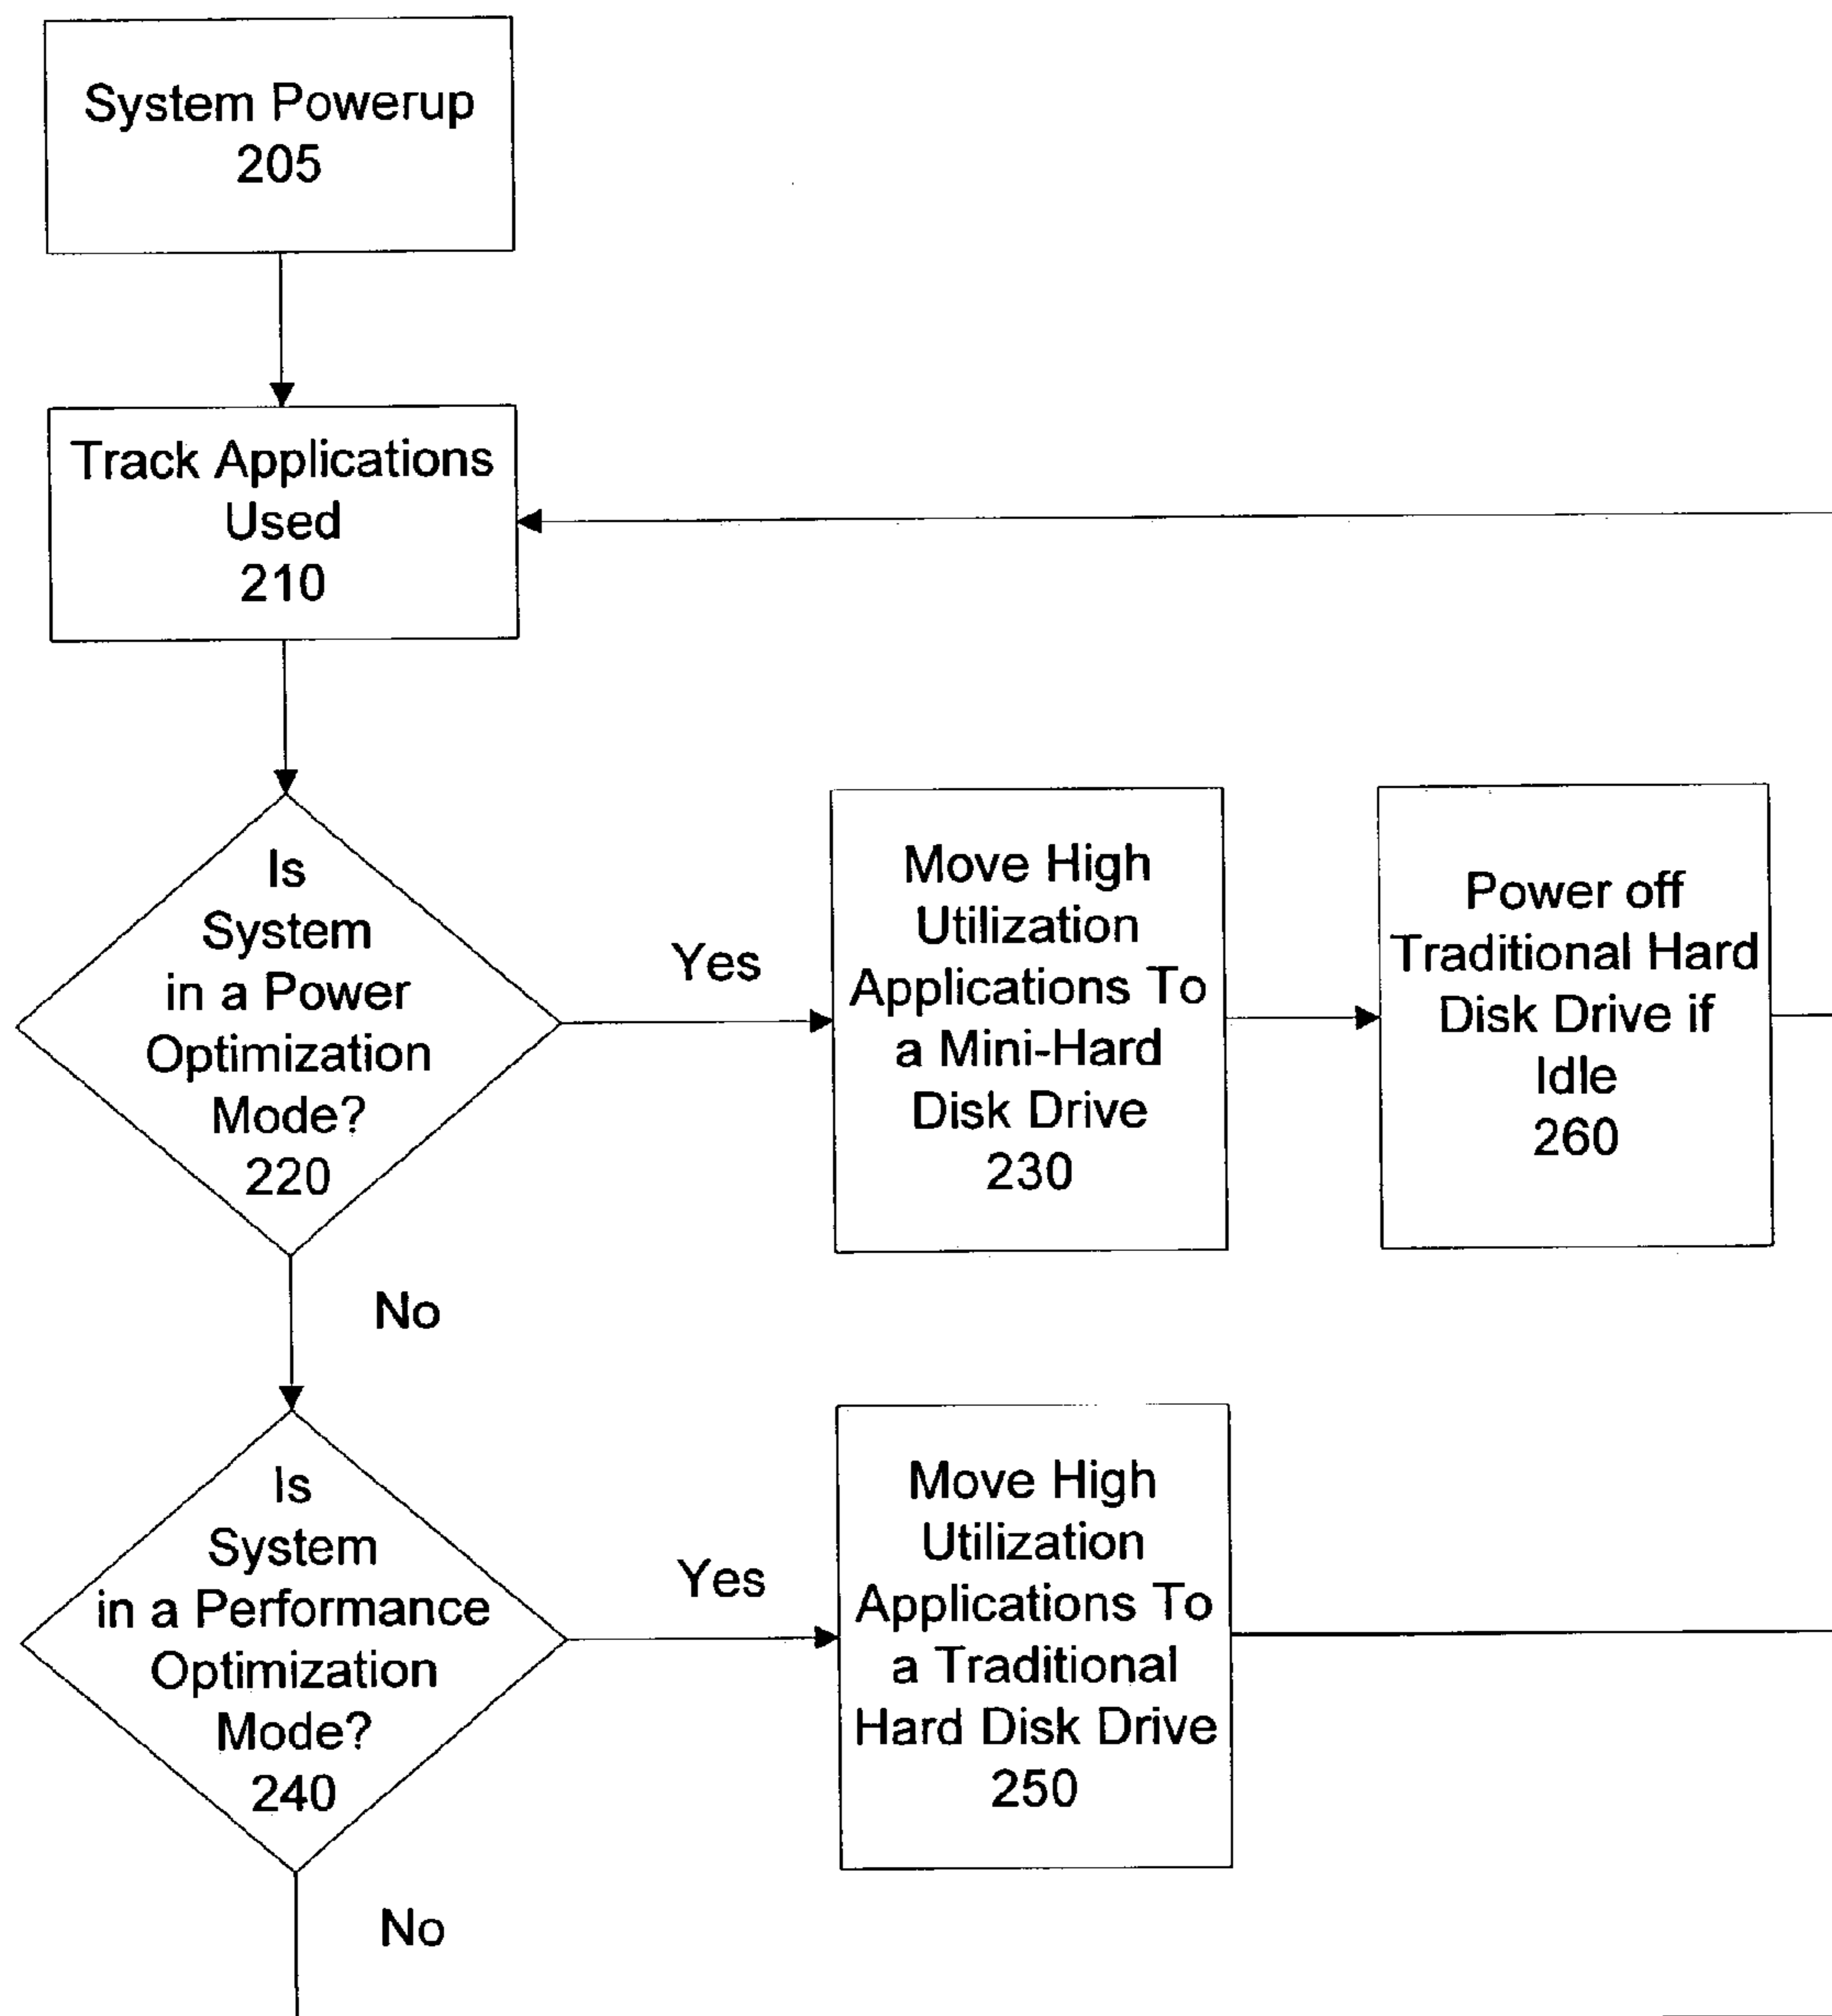 System Powerup
205
Track Applications
Used
210
Is
System
in a Power
Optimization
Mode?
220
Yes
Move High
Utilization
Applications To
a Mini-Hard
Disk Drive
230
Power off
Traditional Hard
Disk Drive if
Idle
260
No
Is
System
in a Performance
Optimization
Mode?
240
Yes
Move High
Utilization
Applications To
a Traditional
Hard Disk Drive
250
No